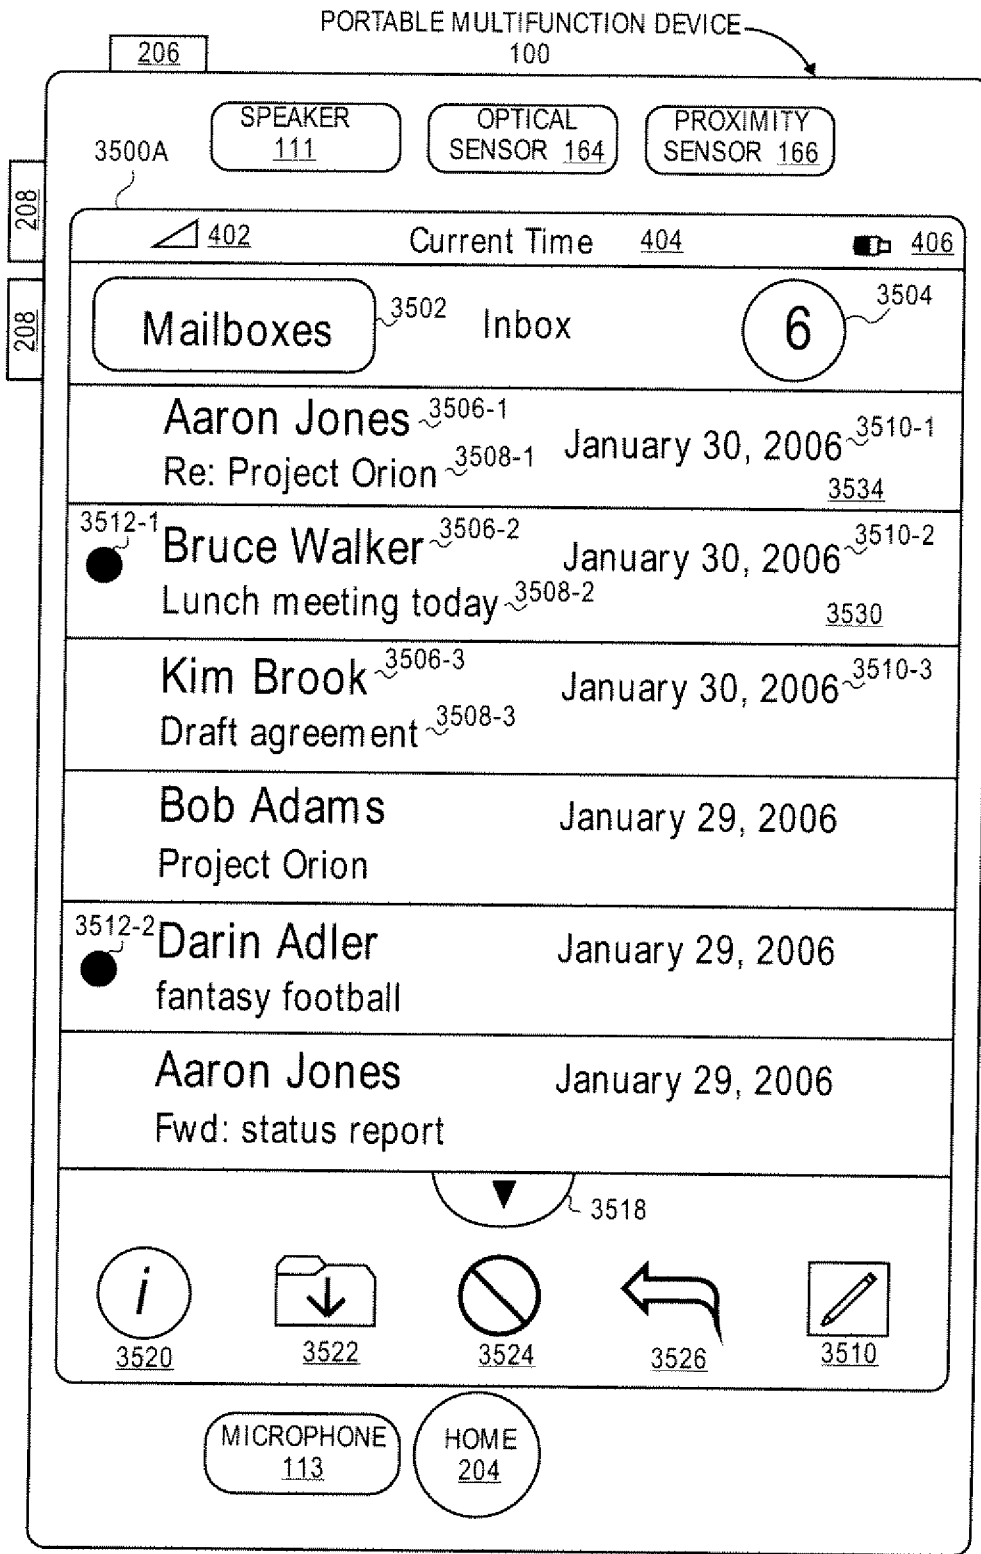 PORTABLE MULTIFUNCTION DEVICE
100
206
SPEAKER
111
OPTICAL
SENSOR 164
PROXIMITY
SENSOR 166
3500A
208
208
402
Current Time 404
406
Mailboxes
3502
Inbox
6
3504
Aaron Jones 3506-1
Re: Project Orion 3508-1
January 30, 2006 3510-1
3534
3512-1
Bruce Walker 3506-2
Lunch meeting today 3508-2
January 30, 2006 3510-2
3530
Kim Brook 3506-3
Draft agreement 3508-3
January 30, 2006 3510-3
Bob Adams
Project Orion
January 29, 2006
3512-2
Darin Adler
fantasy football
January 29, 2006
Aaron Jones
Fwd: status report
January 29, 2006
3518
i
3520
3522
3524
3526
3510
MICROPHONE
113
HOME
204